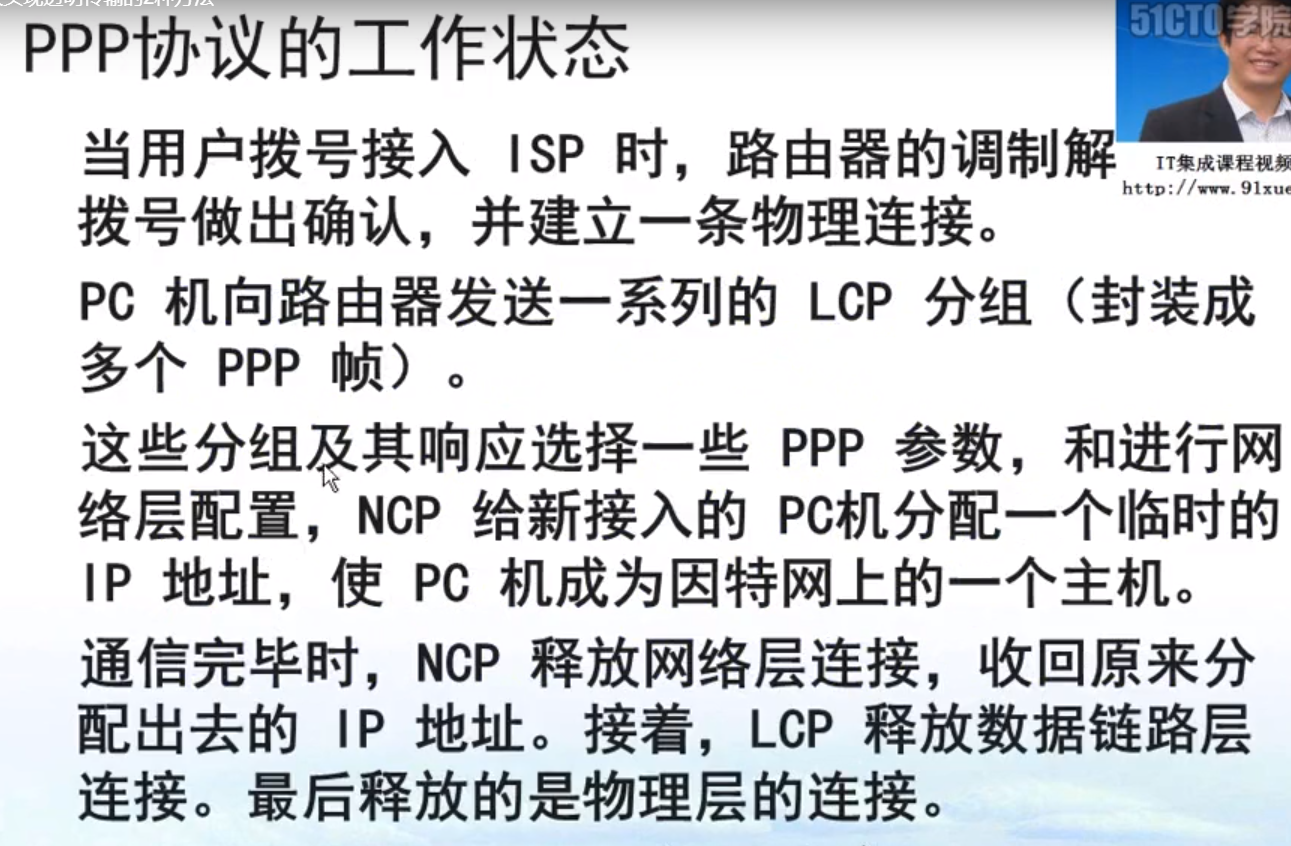 PPP协议的工作状态
51CTO学院
IT集成课程视频
http://www.91xue
当用户拨号接入 ISP 时，路由器的调制解
拨号做出确认，并建立一条物理连接。
PC 机向路由器发送一系列的 LCP 分组（封装成
多个 PPP 帧）。
这些分组及其响应选择一些 PPP 参数，和进行网
络层配置，NCP 给新接入的 PC机分配一个临时的
IP 地址，使 PC 机成为因特网上的一个主机。
通信完毕时，NCP 释放网络层连接，收回原来分
配出去的 IP 地址。接着，LCP 释放数据链路层
连接。最后释放的是物理层的连接。